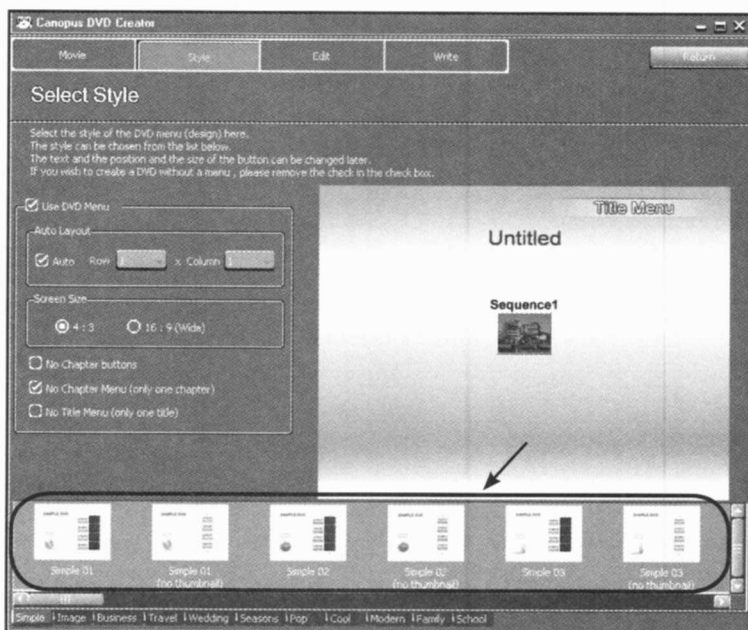 Canopus DVD Creator
Movie Style Edit Write Return
Select Style
Select the style of the DVD menu (design) here.
The style can be chosen from the list below.
The text and the position and the size of the button can be changed later.
If you wish to create a DVD without a menu , please remove the check in the check box.
Use DVD Menu
Auto Layout
Auto Row x Column
Screen Size
4 : 3 16 : 9 (Wide)
No Chapter buttons
No Chapter Menu (only one chapter)
No Title Menu (only one title)
Title Menu
Untitled
Sequence1
Simple 01 Simple 01 Simple 02 Simple 02 Simple 03 Simple 03
(no thumbnail) (no thumbnail) (no thumbnail)
Simple Image Business Travel Wedding Seasons Pop Cool Modern Family School